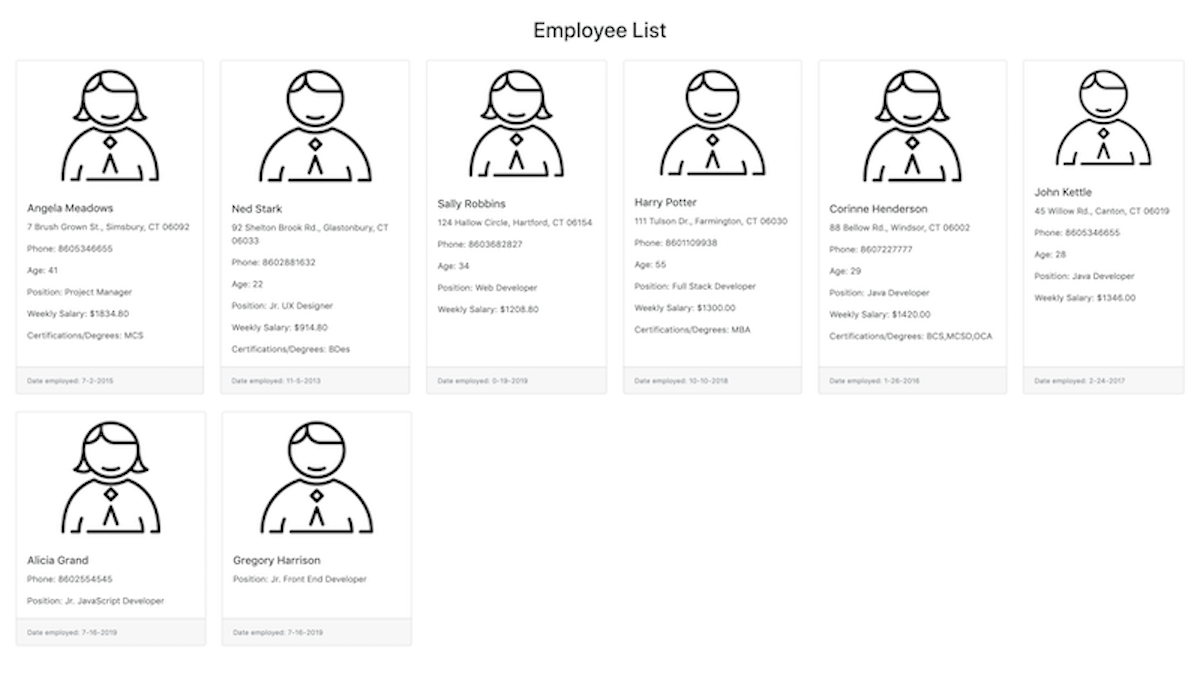 Employee List
Angela Meadows
7 Brush Grown St., Simsbury, CT 06092
Phone: 8605346655
Age: 41
Position: Project Manager
Weekly Salary: $1834.80
Certifications/Degrees: MCS
Date employed: 7-2-2015
Ned Stark
92 Shelton Brook Rd., Glastonbury, CT
06033
Phone: 8602881632
Age: 22
Position: Jr. UX Designer
Weekly Salary: $914.80
Certifications/Degrees: BDes
Date employed: 11-5-2013
Sally Robbins
124 Hallow Circle, Hartford, CT 06154
Phone: 8603682827
Age: 34
Position: Web Developer
Weekly Salary: $1208.80
Date employed: 0-19-2019
Harry Potter
111 Tulson Dr., Farmington, CT 06030
Phone: 8601109938
Age: 55
Position: Full Stack Developer
Weekly Salary: $1300.00
Certifications/Degrees: MBA
Date employed: 10-10-2018
Corinne Henderson
88 Bellow Rd., Windsor, CT 06002
Phone: 8607227777
Age: 29
Position: Java Developer
Weekly Salary: $1420.00
Certifications/Degrees: BCS,MCSD,OCA
Date employed: 1-26-2016
John Kettle
45 Willow Rd., Canton, CT 06019
Phone: 8605346655
Age: 28
Position: Java Developer
Weekly Salary: $1346.00
Date employed: 2-24-2017
Alicia Grand
Phone: 8602554545
Position: Jr. JavaScript Developer
Date employed: 7-16-2019
Gregory Harrison
Position: Jr. Front End Developer
Date employed: 7-16-2019